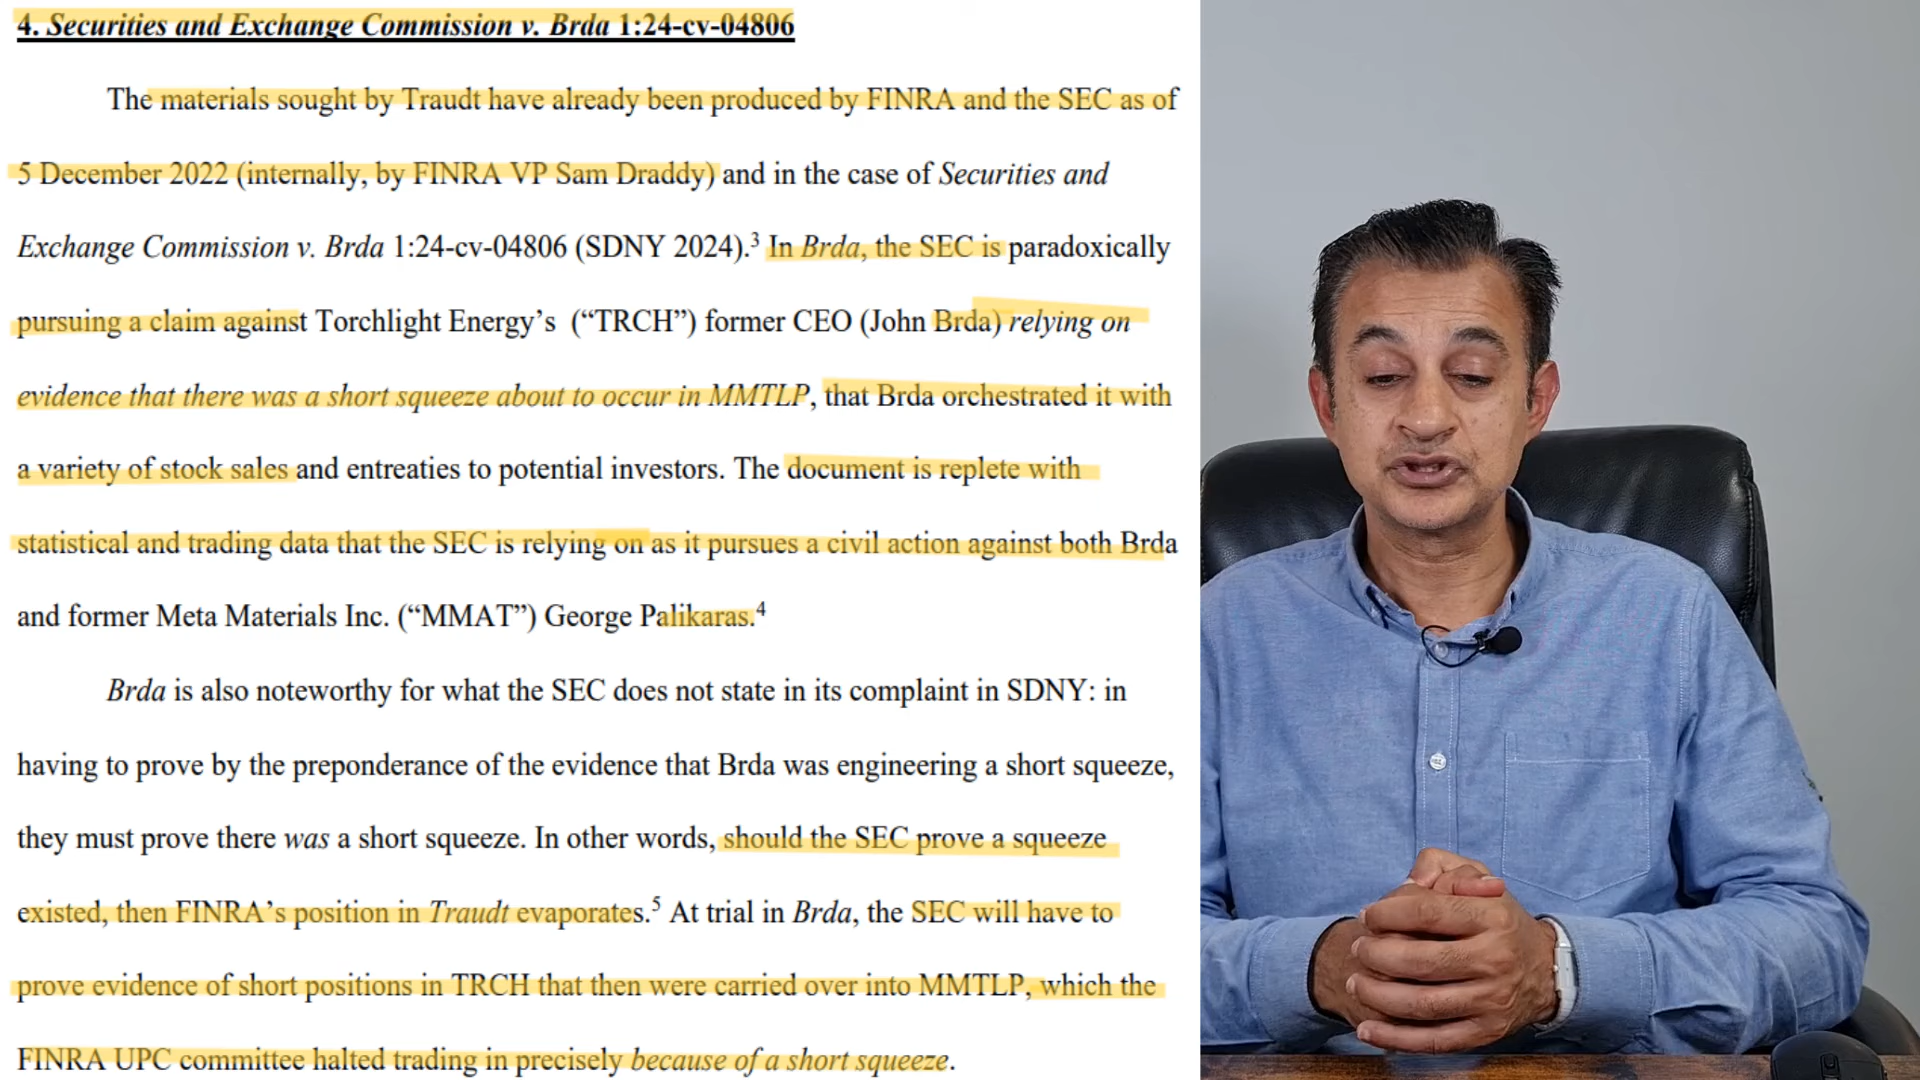 4. Securities and Exchange Commission v. Brda 1:24-cv-04806
The materials sought by Traudt have already been produced by FINRA and the SEC as of
5 December 2022 (internally, by FINRA VP Sam Draddy) and in the case of Securities and
Exchange Commission v. Brda 1:24-cv-04806 (SDNY 2024).³ In Brda, the SEC is paradoxically
pursuing a claim against Torchlight Energy’s (“TRCH”) former CEO (John Brda) relying on
evidence that there was a short squeeze about to occur in MMTLP, that Brda orchestrated it with
a variety of stock sales and entreaties to potential investors. The document is replete with
statistical and trading data that the SEC is relying on as it pursues a civil action against both Brda
and former Meta Materials Inc. (“MMAT”) George Palikaras.⁴
Brda is also noteworthy for what the SEC does not state in its complaint in SDNY: in
having to prove by the preponderance of the evidence that Brda was engineering a short squeeze,
they must prove there was a short squeeze. In other words, should the SEC prove a squeeze
existed, then FINRA’s position in Traudt evaporates.⁵ At trial in Brda, the SEC will have to
prove evidence of short positions in TRCH that then were carried over into MMTLP, which the
FINRA UPC committee halted trading in precisely because of a short squeeze.